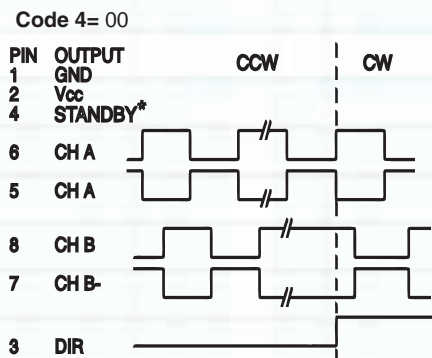 Code 4= 00
PIN OUTPUT CCW CW
1 GND
2 Vcc
4 STANDBY*
6 CH A
5 CH A
8 CH B
7 CH B-
3 DIR